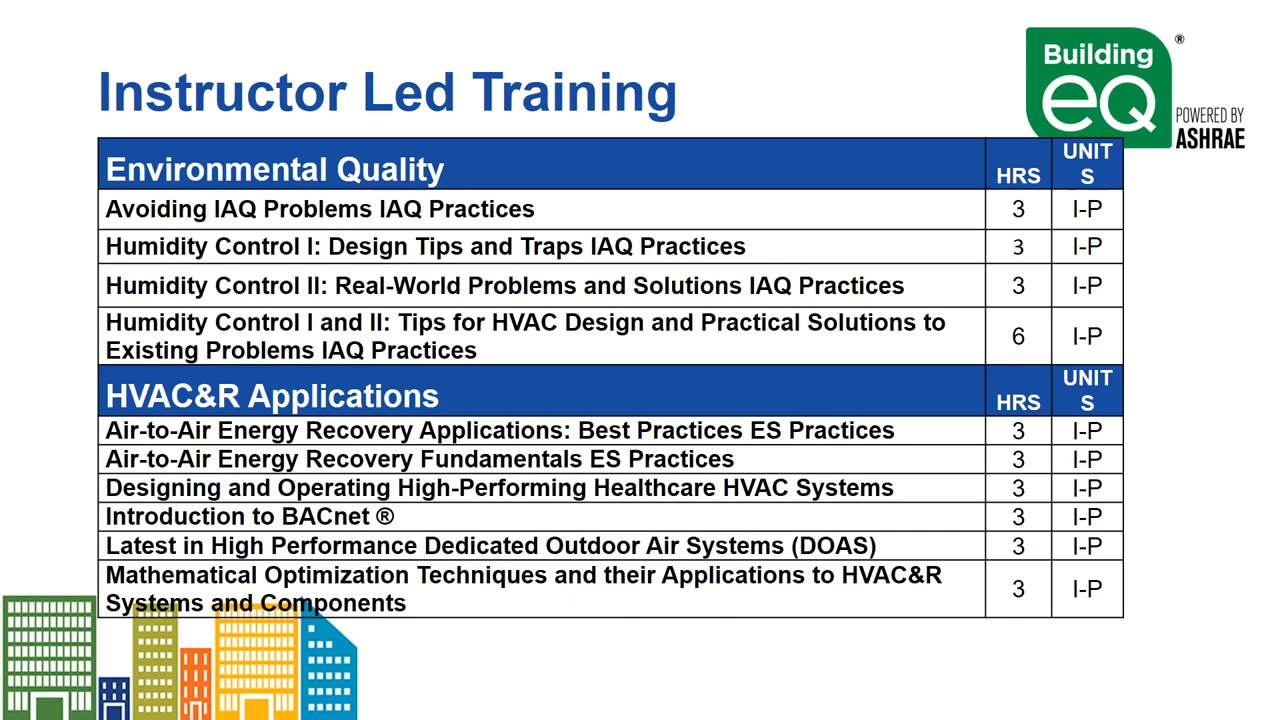 Building
eQ
®
POWERED BY
ASHRAE
Instructor Led Training
Environmental Quality HRS UNIT
S
Avoiding IAQ Problems IAQ Practices 3 I-P
Humidity Control I: Design Tips and Traps IAQ Practices 3 I-P
Humidity Control II: Real-World Problems and Solutions IAQ Practices 3 I-P
Humidity Control I and II: Tips for HVAC Design and Practical Solutions to
Existing Problems IAQ Practices 6 I-P
HVAC&R Applications HRS UNIT
S
Air-to-Air Energy Recovery Applications: Best Practices ES Practices 3 I-P
Air-to-Air Energy Recovery Fundamentals ES Practices 3 I-P
Designing and Operating High-Performing Healthcare HVAC Systems 3 I-P
Introduction to BACnet ® 3 I-P
Latest in High Performance Dedicated Outdoor Air Systems (DOAS) 3 I-P
Mathematical Optimization Techniques and their Applications to HVAC&R
Systems and Components 3 I-P